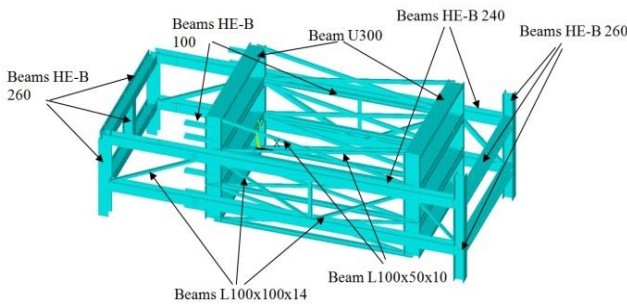 Beams HE-B
100
Beam U300
Beams HE-B 240
Beams HE-B 260
Beams HE-B
260
Beams L100x100x14
Beam L100x50x10